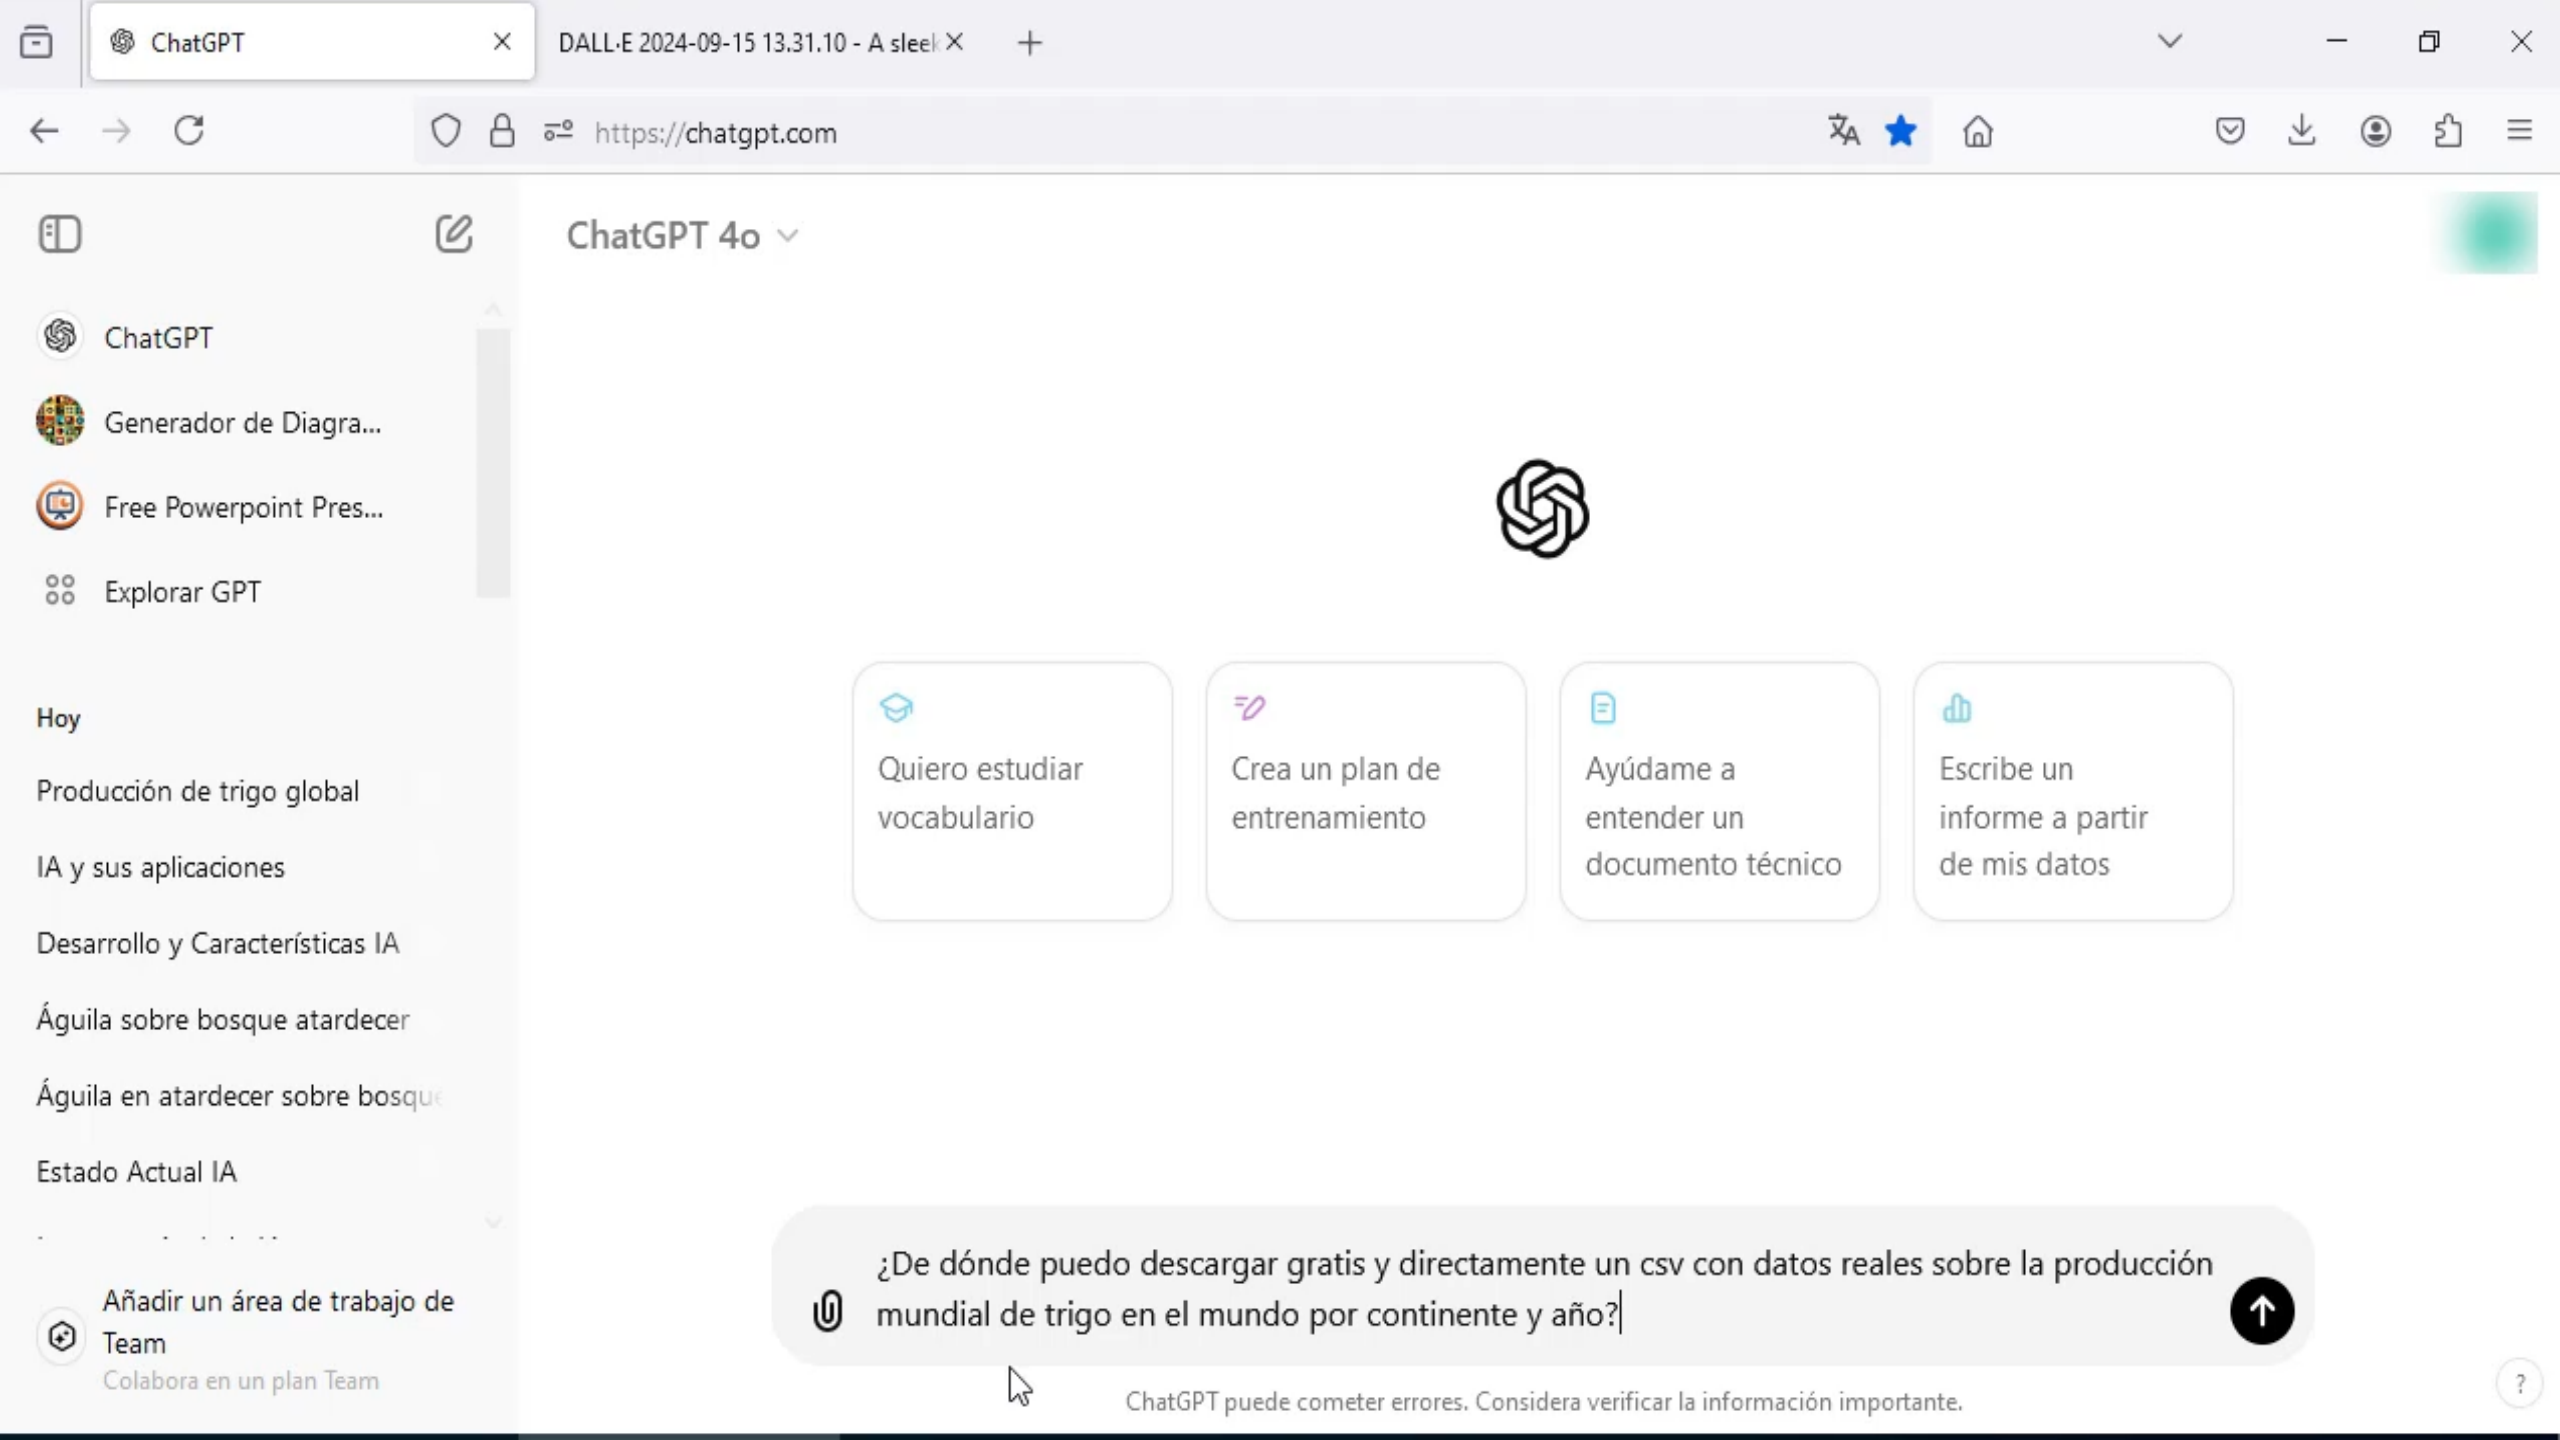 ChatGPT
DALL·E 2024-09-15 13.31.10 - A sleek
https://chatgpt.com
ChatGPT 4o
ChatGPT
Generador de Diagra...
Free Powerpoint Pres...
Explorar GPT
Hoy
Producción de trigo global
IA y sus aplicaciones
Desarrollo y Características IA
Águila sobre bosque atardecer
Águila en atardecer sobre bosque
Estado Actual IA
Añadir un área de trabajo de
Team
Colabora en un plan Team
Quiero estudiar
vocabulario
Crea un plan de
entrenamiento
Ayúdame a
entender un
documento técnico
Escribe un
informe a partir
de mis datos
¿De dónde puedo descargar gratis y directamente un csv con datos reales sobre la producción
mundial de trigo en el mundo por continente y año?
ChatGPT puede cometer errores. Considera verificar la información importante.
?